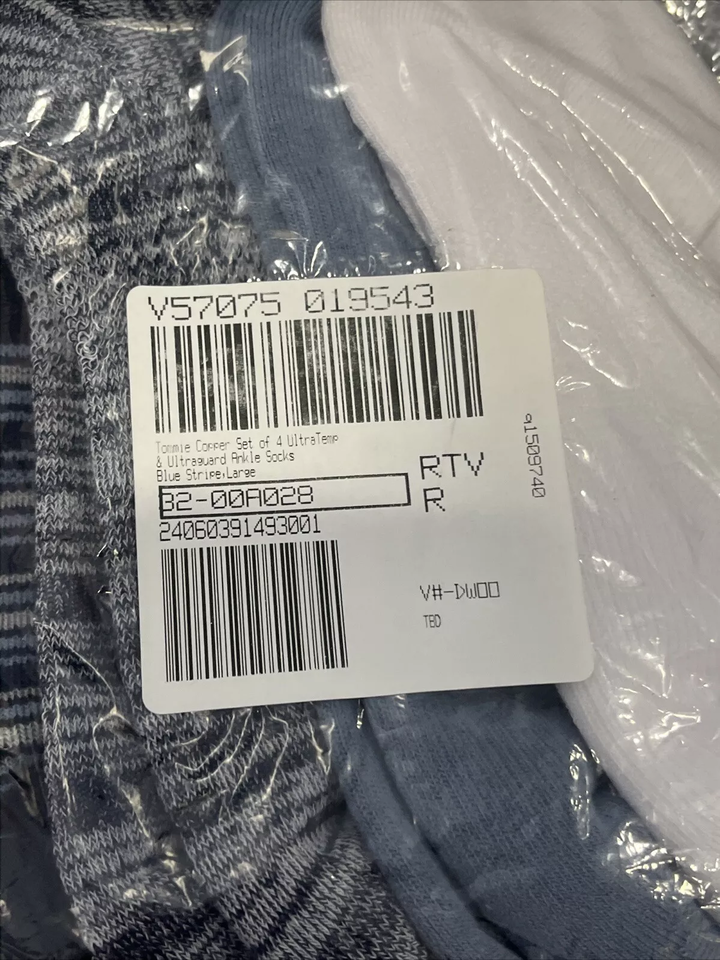 V57075 019543
Tommie Copper Set of 4 UltraTemp
& Ultraguard Ankle Socks
Blue Stripe,Large
B2-00A028
24060391493001
RTV
R
V#-DW00
TBD
q1509740